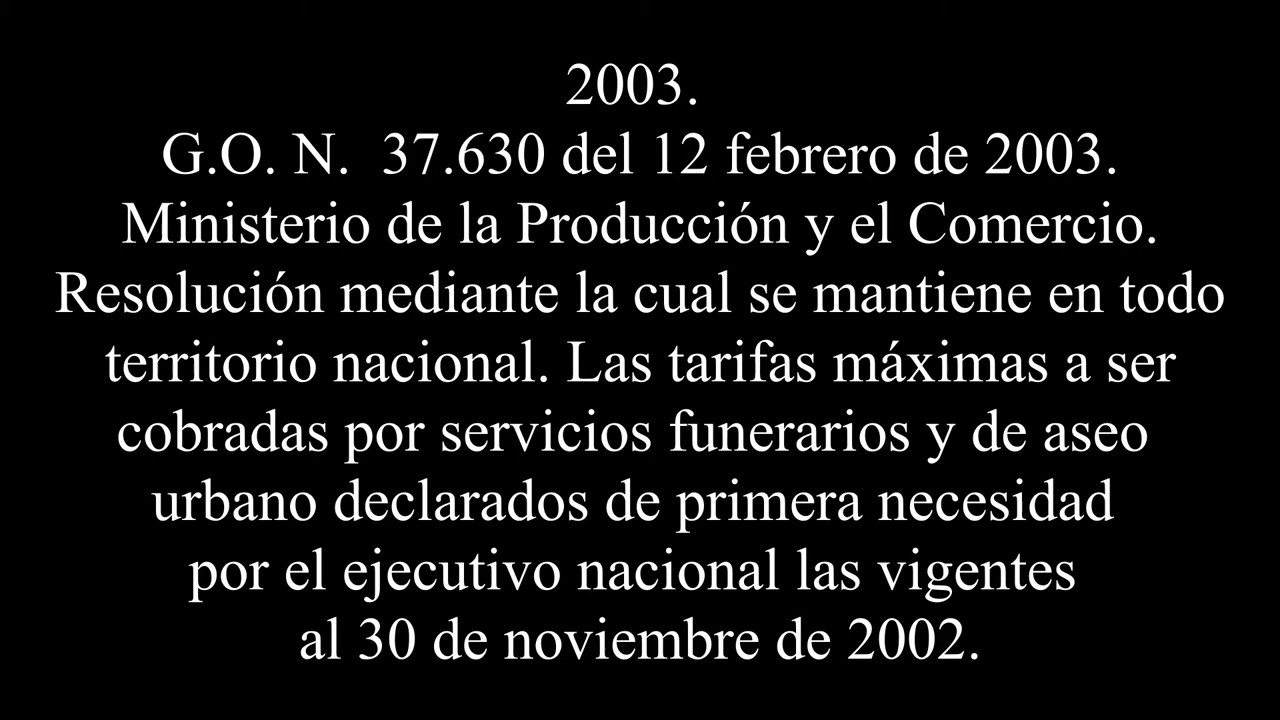 2003.
G.O. N.  37.630 del 12 febrero de 2003.
Ministerio de la Producción y el Comercio.
Resolución mediante la cual se mantiene en todo
territorio nacional. Las tarifas máximas a ser
cobradas por servicios funerarios y de aseo
urbano declarados de primera necesidad
por el ejecutivo nacional las vigentes
al 30 de noviembre de 2002.